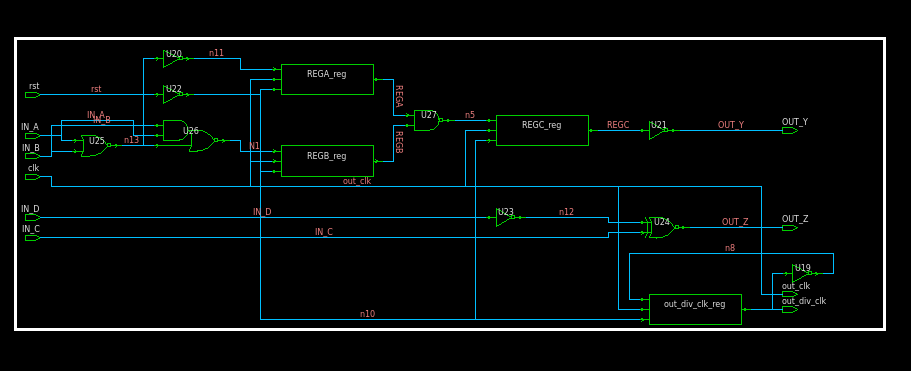 U20
n11
REGA_reg
rst
rst
U22
REGA
IN_A
IN_B
U27
n5
REGC_reg
REGC
U21
OUT_Y
OUT_Y
IN_A
U25
n13
U26
IN_B
N1
REGB_reg
REGB
clk
out_clk
IN_D
IN_D
U23
n12
IN_C
IN_C
U24
OUT_Z
OUT_Z
n8
U19
out_clk
out_div_clk_reg
out_div_clk
n10